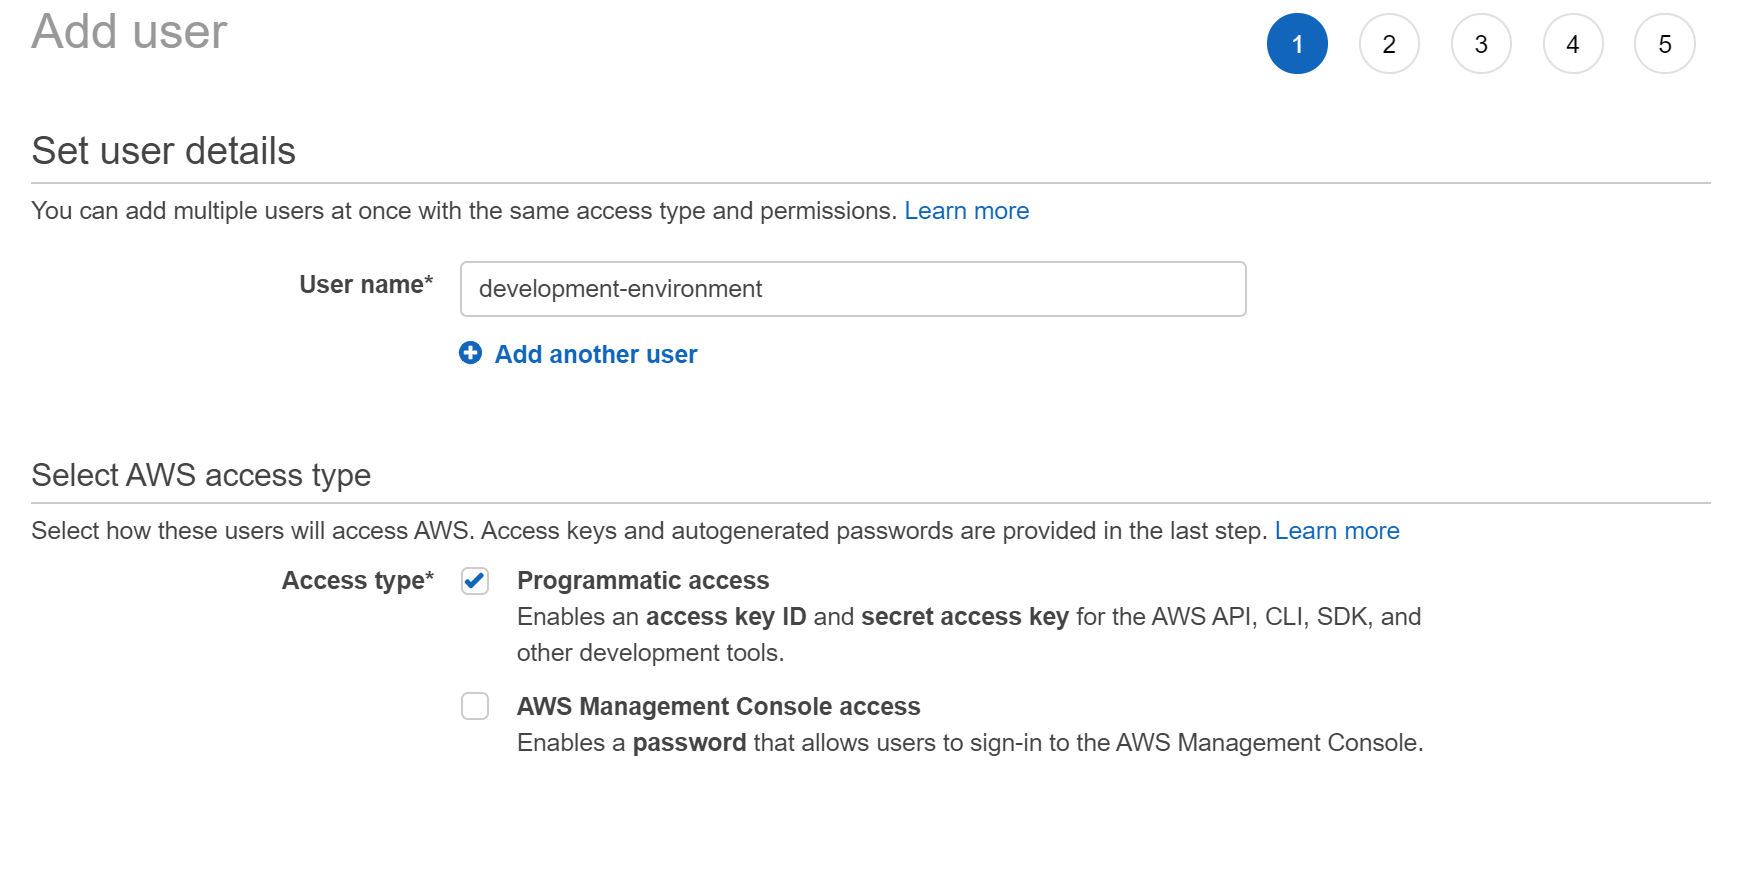 Add user
1 2 3 4 5
Set user details
You can add multiple users at once with the same access type and permissions. Learn more
User name* development-environment
Add another user
Select AWS access type
Select how these users will access AWS. Access keys and autogenerated passwords are provided in the last step. Learn more
Access type* Programmatic access
Enables an access key ID and secret access key for the AWS API, CLI, SDK, and
other development tools.
AWS Management Console access
Enables a password that allows users to sign-in to the AWS Management Console.